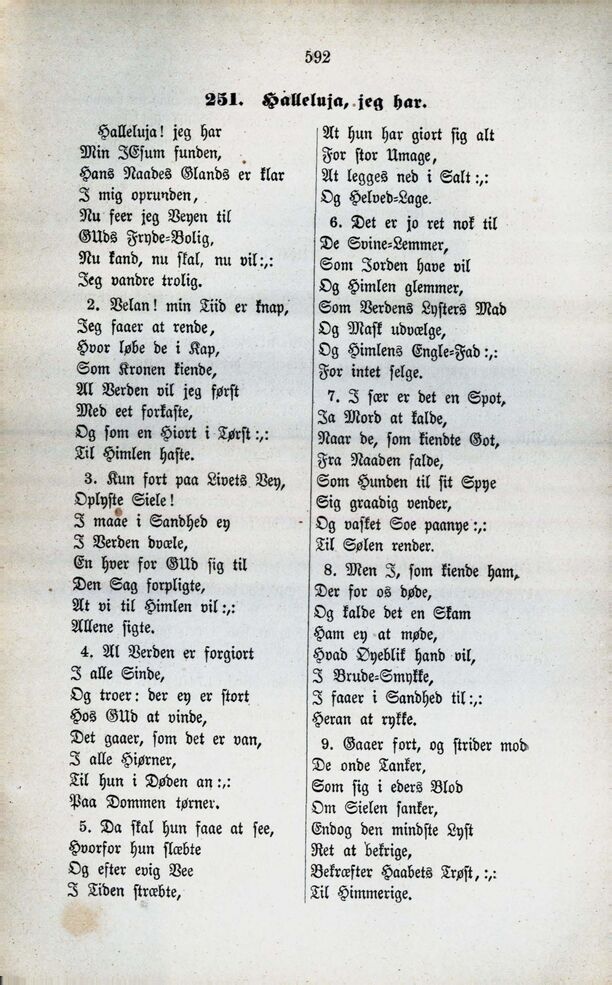 592
251. Halleluja, jeg har.
Halleluja! jeg har
Min JEsum funden,
Hans Naades Glands er klar
I mig oprunden,
Nu seer jeg Veyen til
GUds Fryde-Bolig,
Nu kand, nu skal, nu vil:,:
Jeg vandre trolig.
2. Velan! min Tiid er knap,
Jeg faaer at rende,
Hvor løbe de i Kap,
Som Kronen kiende,
Al Verden vil jeg først
Med eet forkaste,
Og som en Hiort i Tørst:,:
Til Himlen haste.
3. Kun fort paa Livets Vey,
Oplyste Siele!
I maae i Sandhed ey
I Verden dvæle,
En hver for GUd sig til
Den Sag forpligte,
At vi til Himlen vil:,:
Allene sigte.
4. Al Verden er forgiort
I alle Sinde,
Og troer: der ey er stort
Hos GUd at vinde,
Det gaaer, som det er van,
I alle Hiørner,
Til hun i Døden an:,:
Paa Dommen tørner.
5. Da skal hun faae at see,
Hvorfor hun slæbte
Og efter evig Vee
I Tiden stræbte,
At hun har giort sig alt
For stor Umage,
At legges ned i Salt:,:
Og Helved-Lage.
6. Det er jo ret nok til
De Svine-Lemmer,
Som Jorden have vil
Og Himlen glemmer,
Som Verdens Lysters Mad
Og Mask udvælge,
Og Himlens Engle-Fad:,:
For intet selge.
7. I sær er det en Spot,
Ja Mord at kalde,
Naar de, som kiendte Got,
Fra Naaden falde,
Som Hunden til sit Spye
Sig graadig vender,
Og vasket Soe paanye:,:
Til Sølen render.
8. Men I, som kiende ham,
Der for os døde,
Og kalde det en Skam
Ham ey at møde,
Hvad Øyeblik hand vil,
I Brude-Smykke,
I faaer i Sandhed til:,:
Heran at rykke.
9. Gaaer fort, og strider mod
De onde Tanker,
Som sig i eders Blod
Om Sielen sanker,
Endog den mindste Lyst
Ret at bekrige,
Bekræfter Haabets Trøst,:,:
Til Himmerige.